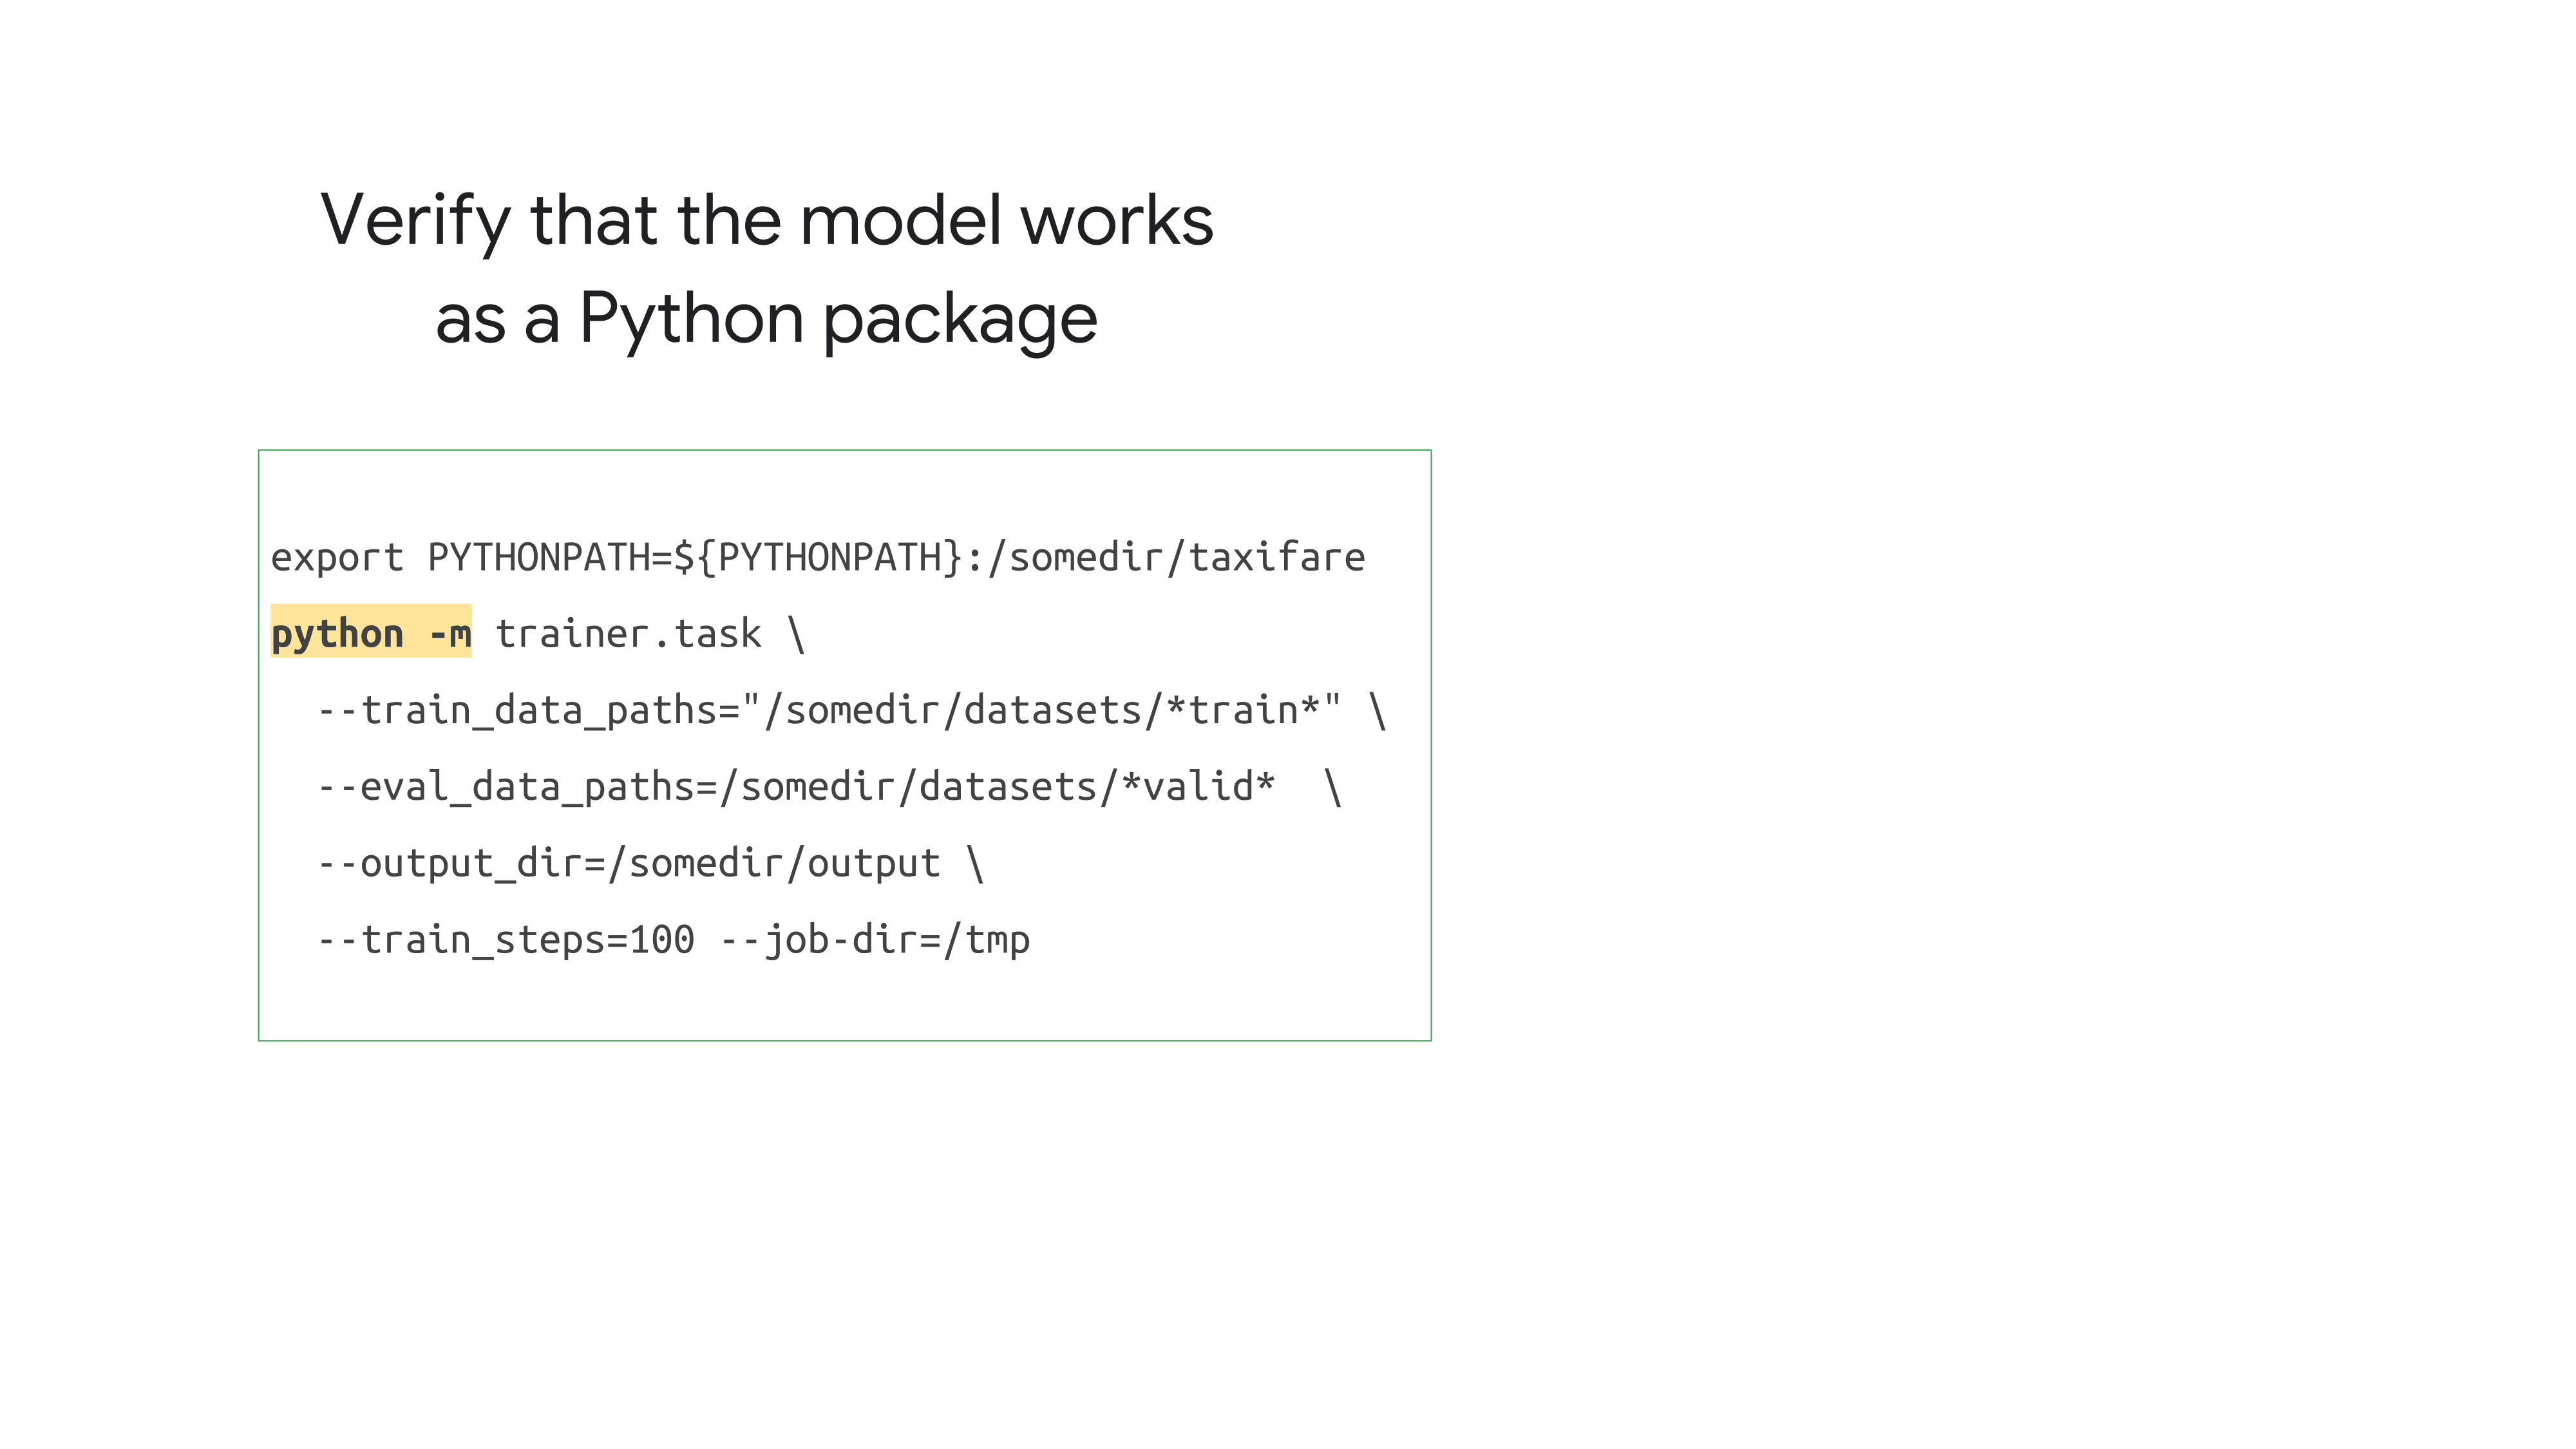 Verify that the model works
as a Python package
export PYTHONPATH=${PYTHONPATH}:/somedir/taxifare
python -m trainer.task \
--train_data_paths="/somedir/datasets/*train*" \
--eval_data_paths=/somedir/datasets/*valid*  \
--output_dir=/somedir/output \
--train_steps=100 --job-dir=/tmp